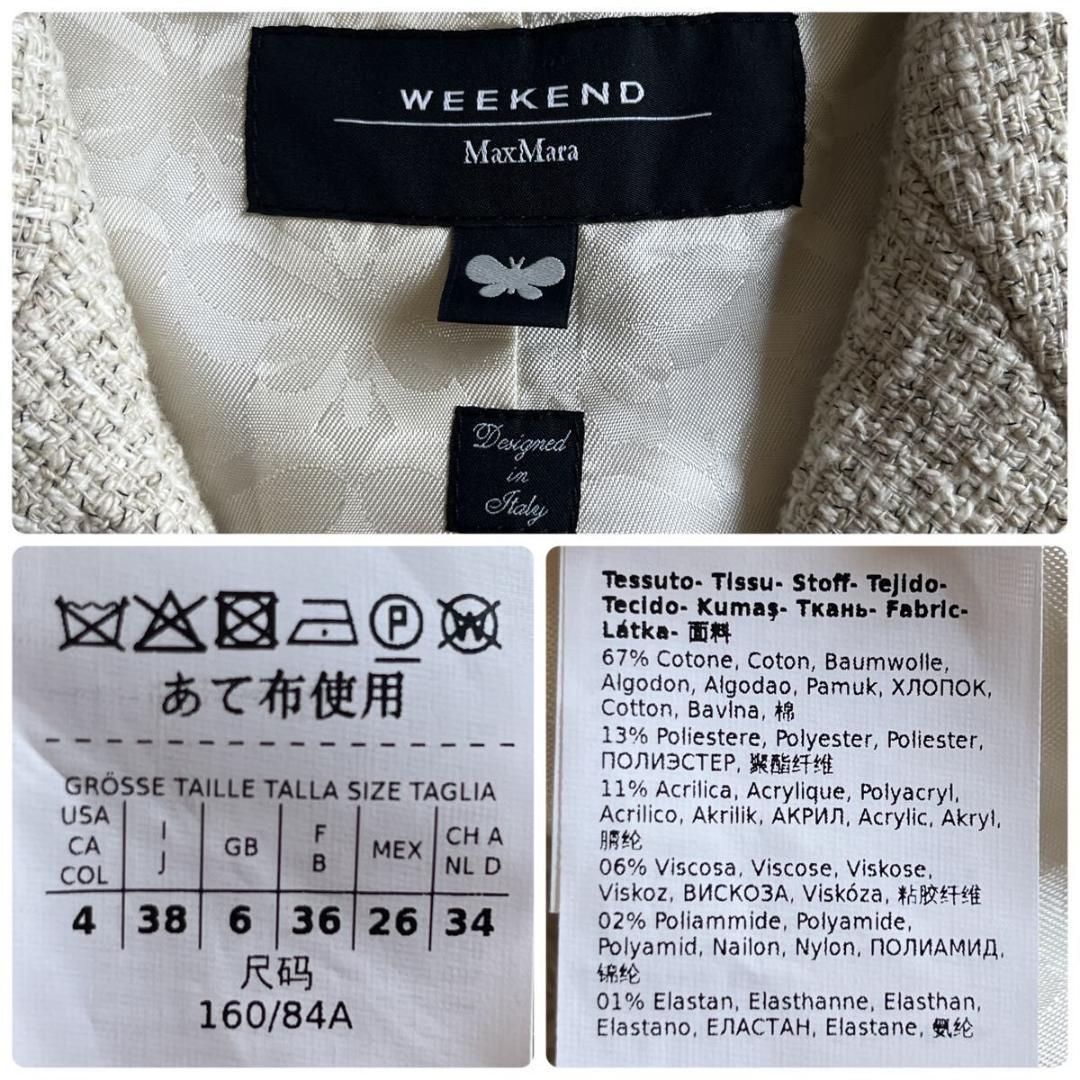 WEEKEND
MaxMara
Designed
in
Italy
P W
あて布使用
GRÖSSE TAILLE TALLA SIZE TAGLIA
USA CA COL
I J
GB
F B
MEX
CH A NL D
4 38 6 36 26 34
尺码
160/84A
Tessuto- Tissu- Stoff- Tejido-
Tecido- Kumaş- Ткань- Fabric-
Látka- 面料
67% Cotone, Coton, Baumwolle,
Algodon, Algodao, Pamuk, ХЛОПОК,
Cotton, Bavlna, 棉
13% Poliestere, Polyester, Poliester,
ПОЛИЭСТЕР, 聚酯纤维
11% Acrilica, Acrylique, Polyacryl,
Acrilico, Akrilik, АКРИЛ, Acrylic, Akryl,
腈纶
06% Viscosa, Viscose, Viskose,
Viskoz, ВИСКОЗА, Viskóza, 粘胶纤维
02% Poliammide, Polyamide,
Polyamid, Nailon, Nylon, ПОЛИАМИД,
锦纶
01% Elastan, Elasthanne, Elasthan,
Elastano, ЕЛАСТАН, Elastane, 氨纶